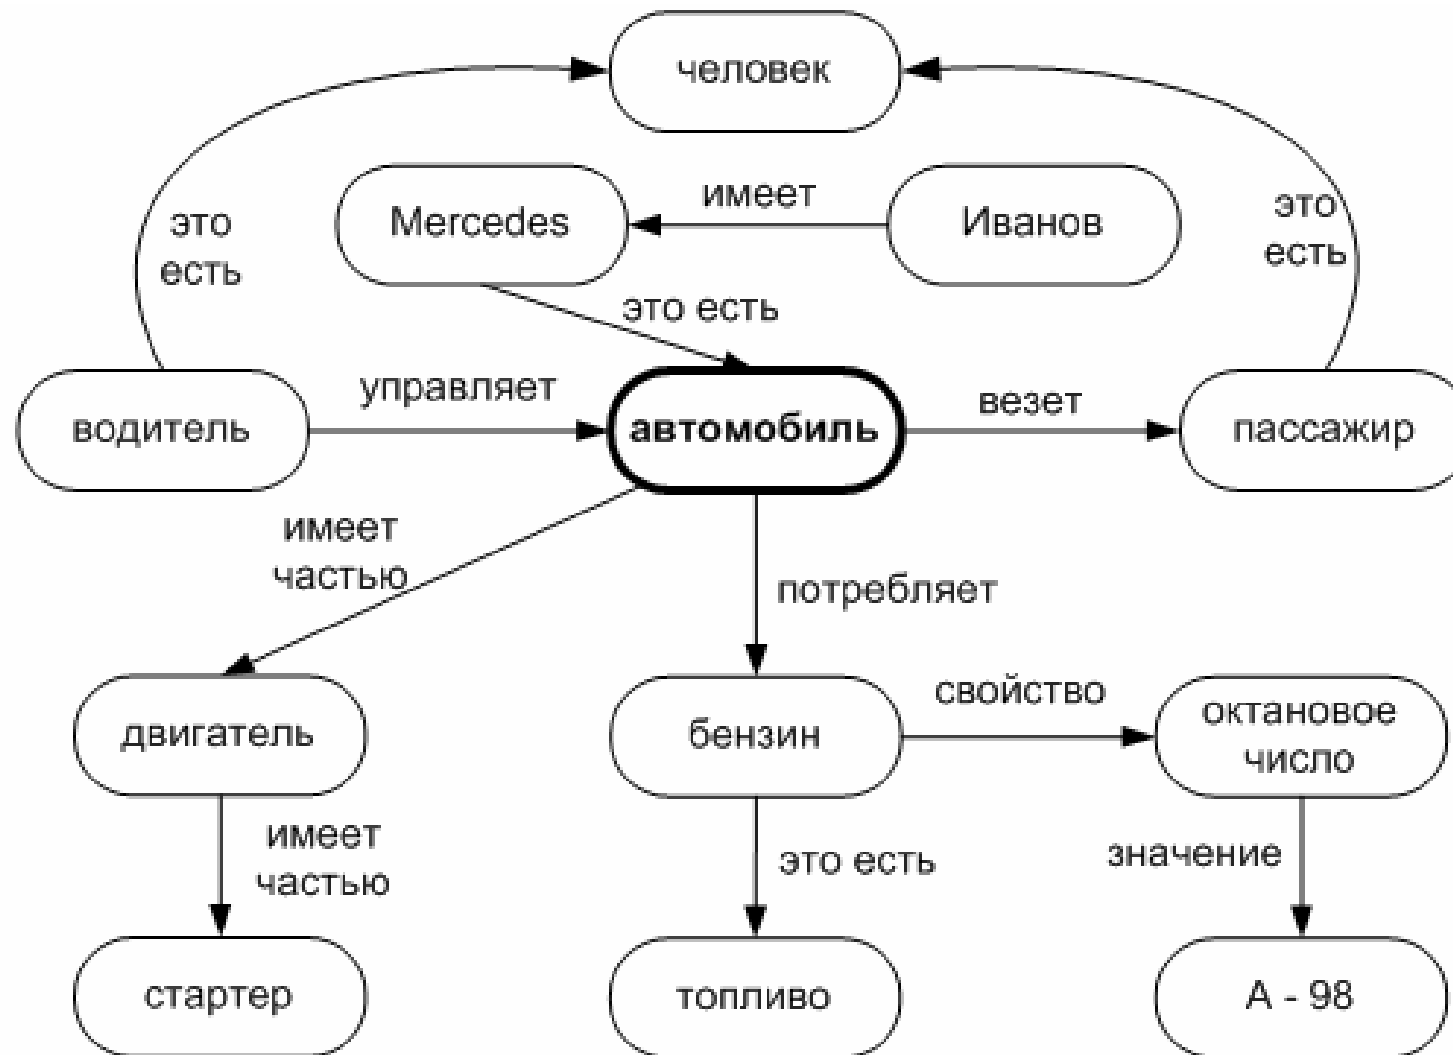 человек
имеет
Mercedes
Иванов
это
есть
это
есть
это есть
управляет
везет
водитель
автомобиль
пассажир
имеет
частью
потребляет
свойство
двигатель
бензин
октановое
число
имеет
частью
это есть
значение
стартер
топливо
А - 98